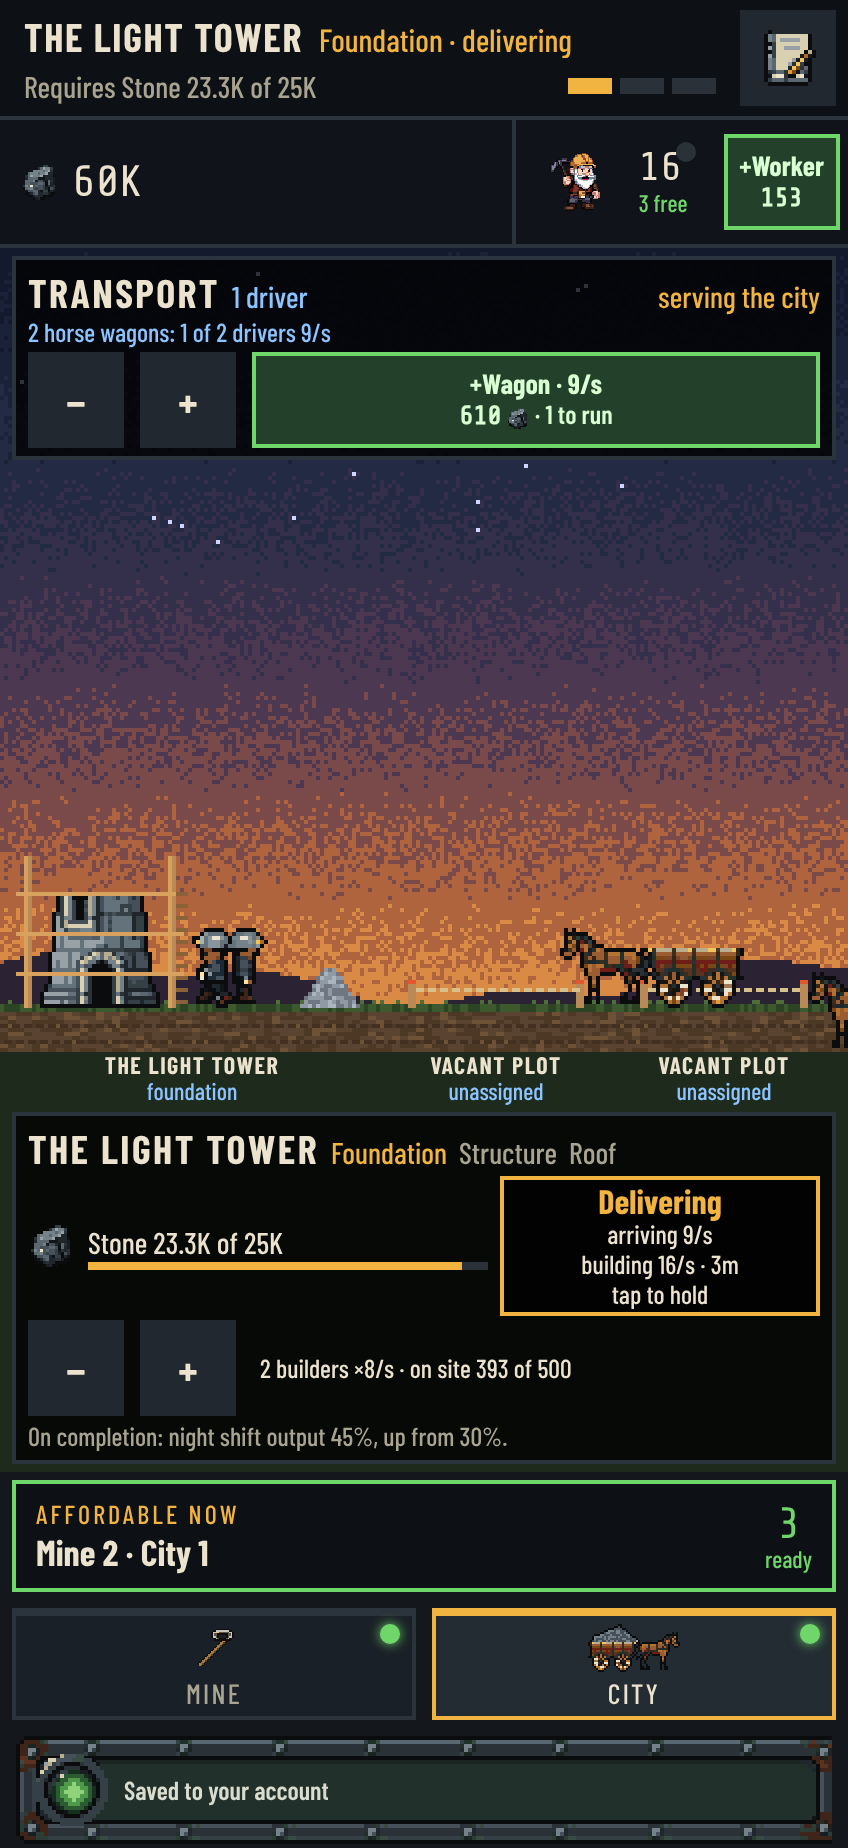 THE LIGHT TOWER Foundation · delivering
Requires Stone 23.3K of 25K
60K
16
3 free
+Worker
153
TRANSPORT 1 driver
serving the city
2 horse wagons: 1 of 2 drivers 9/s
−
+
+Wagon · 9/s
610 · 1 to run
THE LIGHT TOWER
foundation
VACANT PLOT
unassigned
VACANT PLOT
unassigned
THE LIGHT TOWER Foundation Structure Roof
Stone 23.3K of 25K
Delivering
arriving 9/s
building 16/s · 3m
tap to hold
−
+
2 builders ×8/s · on site 393 of 500
On completion: night shift output 45%, up from 30%.
AFFORDABLE NOW
Mine 2 · City 1
3
ready
MINE
CITY
Saved to your account